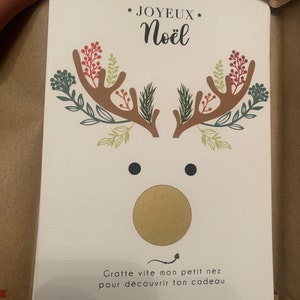 JOYEUX
Noël
Gratte vite mon petit nez
pour découvrir ton cadeau